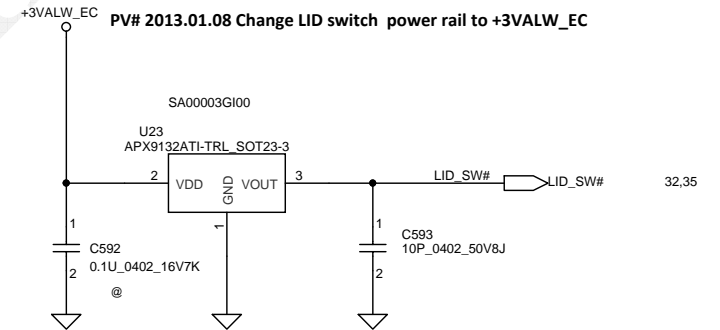 +3VALW_EC
PV# 2013.01.08 Change LID switch power rail to +3VALW_EC
SA00003GI00
U23
APX9132ATI-TRL_SOT23-3
2
VDD
GND
VOUT
3
1
LID_SW#
LID_SW#
32,35
1
C592
0.1U_0402_16V7K
2
@
1
C593
10P_0402_50V8J
2